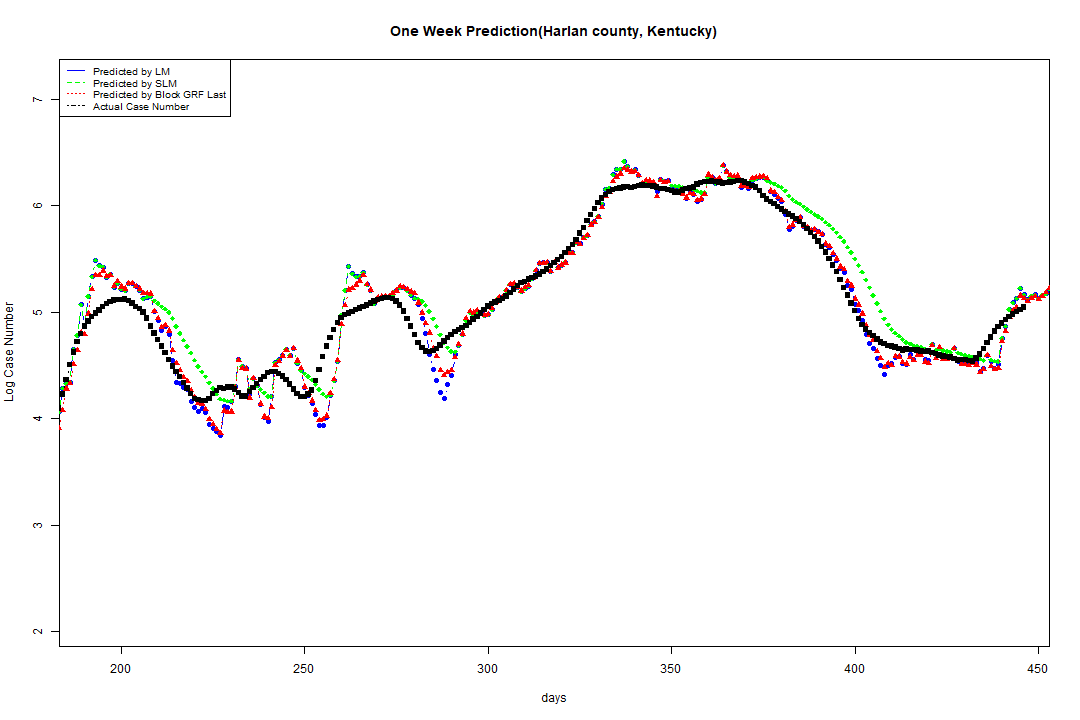 One Week Prediction(Harlan county, Kentucky)
Predicted by LM
Predicted by SLM
Predicted by Block GRF Last
Actual Case Number
7
6
5
4
3
2
Log Case Number
200 250 300 350 400 450
days